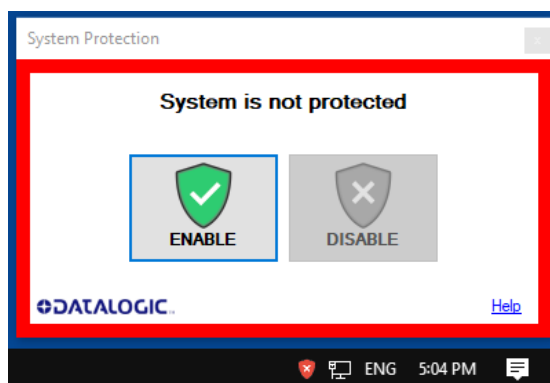 System Protection
x
System is not protected
ENABLE
DISABLE
DATALOGIC
Help
ENG 5:04 PM